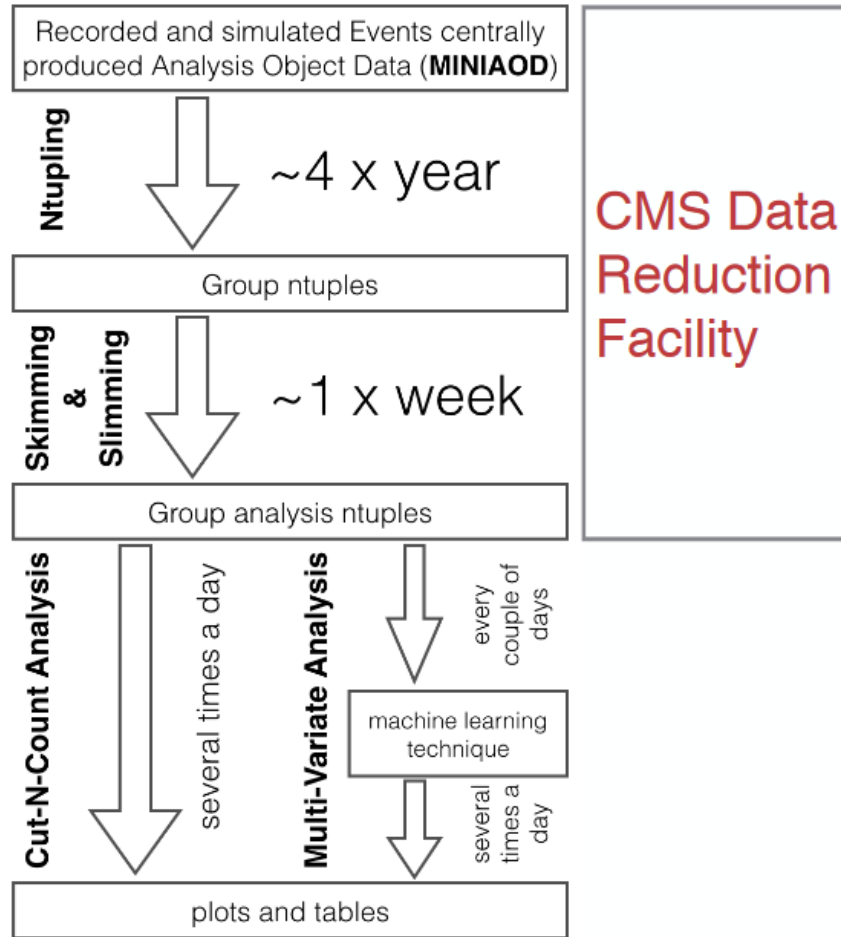 Recorded and simulated Events centrally
produced Analysis Object Data (MINIAOD)
Ntupling
~4 x year
CMS Data
Reduction
Facility
Group ntuples
Skimming
&
Slimming
~1 x week
Group analysis ntuples
Cut-N-Count Analysis
several times a day
Multi-Variate Analysis
every
couple of
days
machine learning
technique
several
times a
day
plots and tables